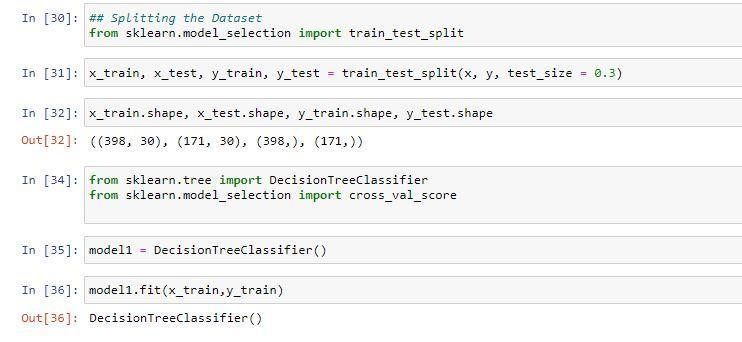 In [30]: ## Splitting the Dataset
from sklearn.model_selection import train_test_split
In [31]: x_train, x_test, y_train, y_test = train_test_split(x, y, test_size = 0.3)
In [32]: x_train.shape, x_test.shape, y_train.shape, y_test.shape
Out[32]: ((398, 30), (171, 30), (398,), (171,))
In [34]: from sklearn.tree import DecisionTreeClassifier
from sklearn.model_selection import cross_val_score
In [35]: model1 = DecisionTreeClassifier()
In [36]: model1.fit(x_train,y_train)
Out[36]: DecisionTreeClassifier()